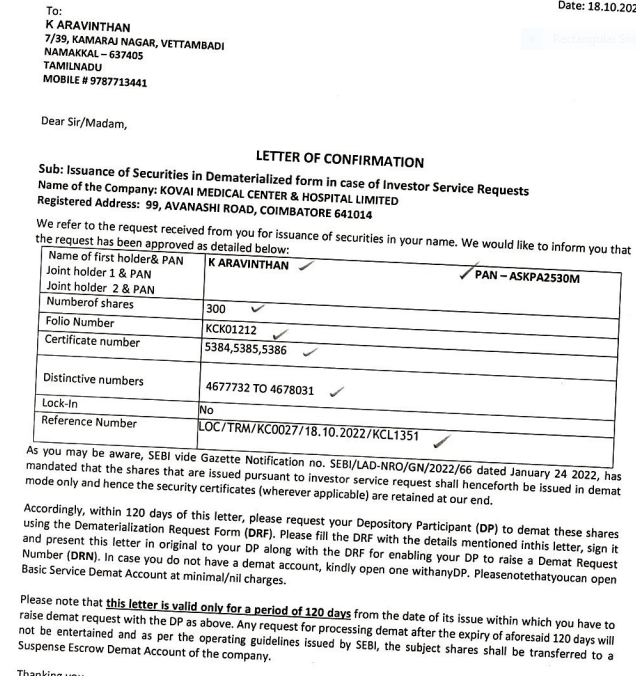 Date: 18.10.202
To:
K ARAVINTHAN
7/39, KAMARAJ NAGAR, VETTAMBADI
NAMAKKAL – 637405
TAMILNADU
MOBILE # 9787713441
Dear Sir/Madam,
LETTER OF CONFIRMATION
Sub: Issuance of Securities in Dematerialized form in case of Investor Service Requests
Name of the Company: KOVAI MEDICAL CENTER & HOSPITAL LIMITED
Registered Address: 99, AVANASHI ROAD, COIMBATORE 641014
We refer to the request received from you for issuance of securities in your name. We would like to inform you that
the request has been approved as detailed below:
Name of first holder& PAN K ARAVINTHAN PAN – ASKPA2530M
Joint holder 1 & PAN
Joint holder 2 & PAN
Numberof shares 300
Folio Number KCK01212
Certificate number 5384,5385,5386
Distinctive numbers 4677732 TO 4678031
Lock-In No
Reference Number LOC/TRM/KC0027/18.10.2022/KCL1351
As you may be aware, SEBI vide Gazette Notification no. SEBI/LAD-NRO/GN/2022/66 dated January 24 2022, has
mandated that the shares that are issued pursuant to investor service request shall henceforth be issued in demat
mode only and hence the security certificates (wherever applicable) are retained at our end.
Accordingly, within 120 days of this letter, please request your Depository Participant (DP) to demat these shares
using the Dematerialization Request Form (DRF). Please fill the DRF with the details mentioned inthis letter, sign it
and present this letter in original to your DP along with the DRF for enabling your DP to raise a Demat Request
Number (DRN). In case you do not have a demat account, kindly open one withanyDP. Pleasenotethatyoucan open
Basic Service Demat Account at minimal/nil charges.
Please note that this letter is valid only for a period of 120 days from the date of its issue within which you have to
raise demat request with the DP as above. Any request for processing demat after the expiry of aforesaid 120 days will
not be entertained and as per the operating guidelines issued by SEBI, the subject shares shall be transferred to a
Suspense Escrow Demat Account of the company.
Thanking you